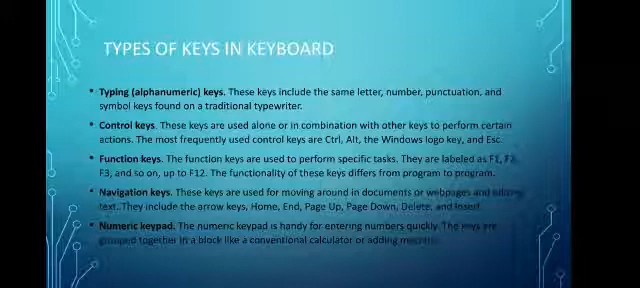 TYPES OF KEYS IN KEYBOARD
• Typing (alphanumeric) keys. These keys include the same letter, number, punctuation, and
symbol keys found on a traditional typewriter.
• Control keys. These keys are used alone or in combination with other keys to perform certain
actions. The most frequently used control keys are Ctrl, Alt, the Windows logo key, and Esc.
• Function keys. The function keys are used to perform specific tasks. They are labeled as F1, F2,
F3, and so on, up to F12. The functionality of these keys differs from program to program.
• Navigation keys. These keys are used for moving around in documents or webpages and editing
text. They include the arrow keys, Home, End, Page Up, Page Down, Delete, and Insert.
• Numeric keypad. The numeric keypad is handy for entering numbers quickly. The keys are
grouped together in a block like a conventional calculator or adding machine.